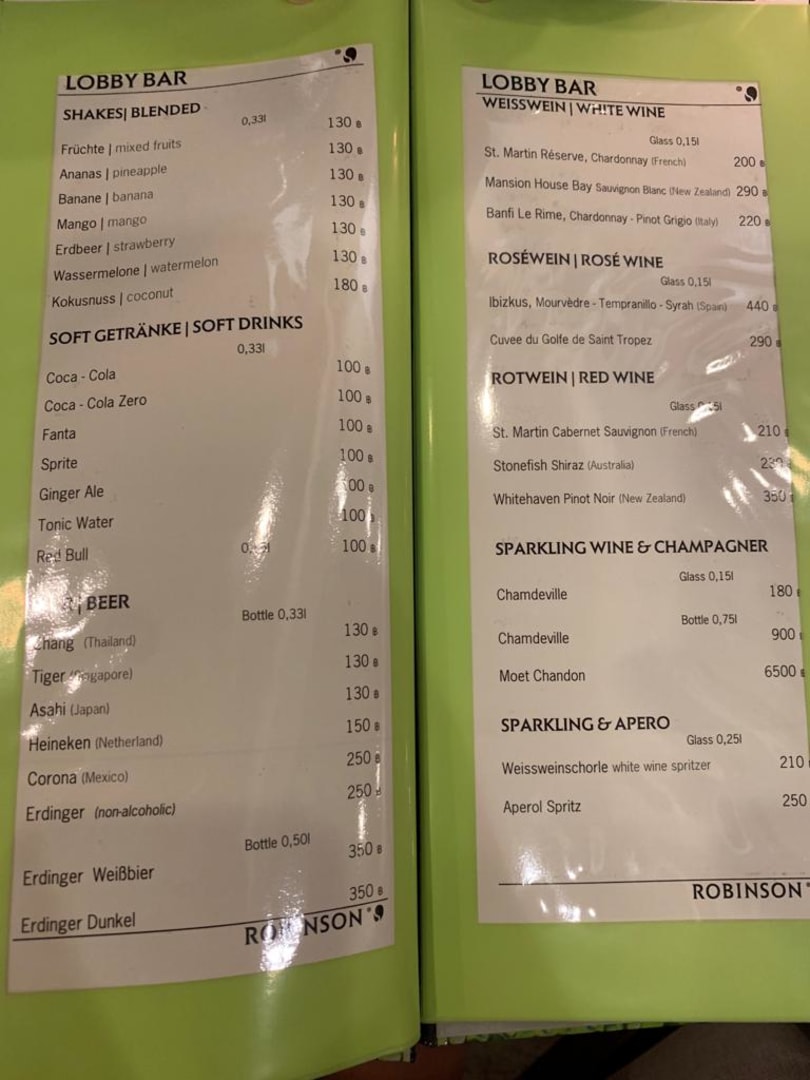 LOBBY BAR
SHAKES| BLENDED
0,33l
Früchte | mixed fruits 130 ฿
Ananas | pineapple 130 ฿
Banane | banana 130 ฿
Mango | mango 130 ฿
Erdbeer | strawberry 130 ฿
Wassermelone | watermelon 130 ฿
Kokusnuss | coconut 180 ฿
SOFT GETRÄNKE | SOFT DRINKS
0,33l
Coca - Cola 100 ฿
Coca - Cola Zero 100 ฿
Fanta 100 ฿
Sprite 100 ฿
Ginger Ale
Tonic Water 100
Red Bull 100 ฿
| BEER
Bottle 0,33l
Chang (Thailand) 130 ฿
Tiger (Singapore) 130 ฿
Asahi (Japan) 130 ฿
Heineken (Netherland) 150 ฿
Corona (Mexico) 250 ฿
Erdinger (non-alcoholic) 250 ฿
Bottle 0,50l
Erdinger Weißbier 350 ฿
Erdinger Dunkel 350 ฿
ROBINSON
LOBBY BAR
WEISSWEIN | WHITE WINE
Glass 0,15l
St. Martin Réserve, Chardonnay (French) 200 ฿
Mansion House Bay Sauvignon Blanc (New Zealand) 290 ฿
Banfi Le Rime, Chardonnay - Pinot Grigio (Italy) 220 ฿
ROSÉWEIN | ROSÉ WINE
Glass 0,15l
Ibizkus, Mourvèdre - Tempranillo - Syrah (Spain) 440 ฿
Cuvee du Golfe de Saint Tropez 290 ฿
ROTWEIN | RED WINE
Glass
St. Martin Cabernet Sauvignon (French) 210
Stonefish Shiraz (Australia)
Whitehaven Pinot Noir (New Zealand) 350
SPARKLING WINE & CHAMPAGNER
Glass 0,15l
Chamdeville 180
Bottle 0,75l
Chamdeville 900
Moet Chandon 6500
SPARKLING & APERO
Glass 0,25l
Weissweinschorle white wine spritzer 210
Aperol Spritz 250
ROBINSON